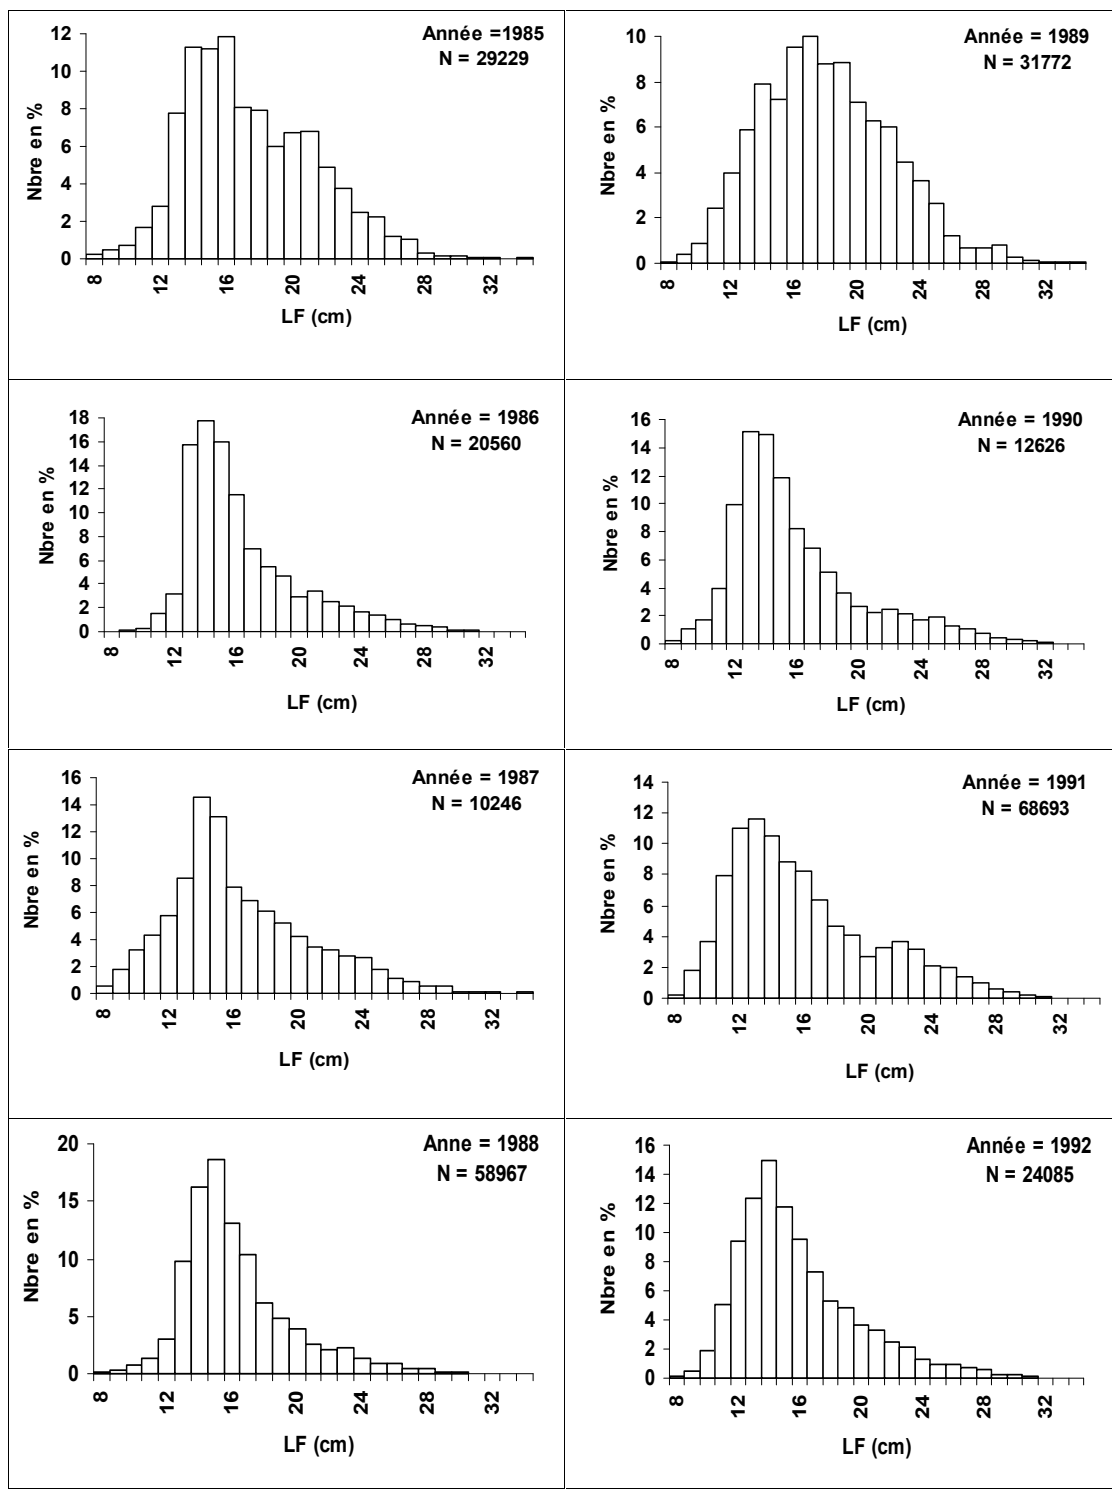 Année =1985
N = 29229
12
10
8
6
4
2
0
Nbre en %
8 12 16 20 24 28 32
LF (cm)
Année = 1989
N = 31772
10
8
6
4
2
0
Nbre en %
8 12 16 20 24 28 32
LF (cm)
Année = 1986
N = 20560
18
16
14
12
10
8
6
4
2
0
Nbre en %
8 12 16 20 24 28 32
LF (cm)
Année = 1990
N = 12626
16
14
12
10
8
6
4
2
0
Nbre en %
8 12 16 20 24 28 32
LF (cm)
Année = 1987
N = 10246
16
14
12
10
8
6
4
2
0
Nbre en %
8 12 16 20 24 28 32
LF (cm)
Année = 1991
N = 68693
14
12
10
8
6
4
2
0
Nbre en %
8 12 16 20 24 28 32
LF (cm)
Anne = 1988
N = 58967
20
15
10
5
0
Nbre en %
8 12 16 20 24 28 32
LF (cm)
Année = 1992
N = 24085
16
14
12
10
8
6
4
2
0
Nbre en %
8 12 16 20 24 28 32
LF (cm)